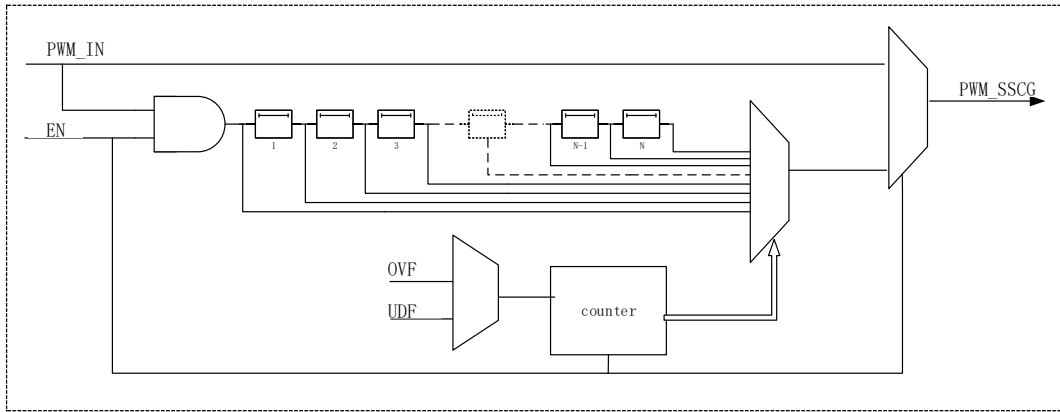 PWM_IN
PWM_SSCG
EN
1 2 3 N-1 N
OVF
UDF
counter